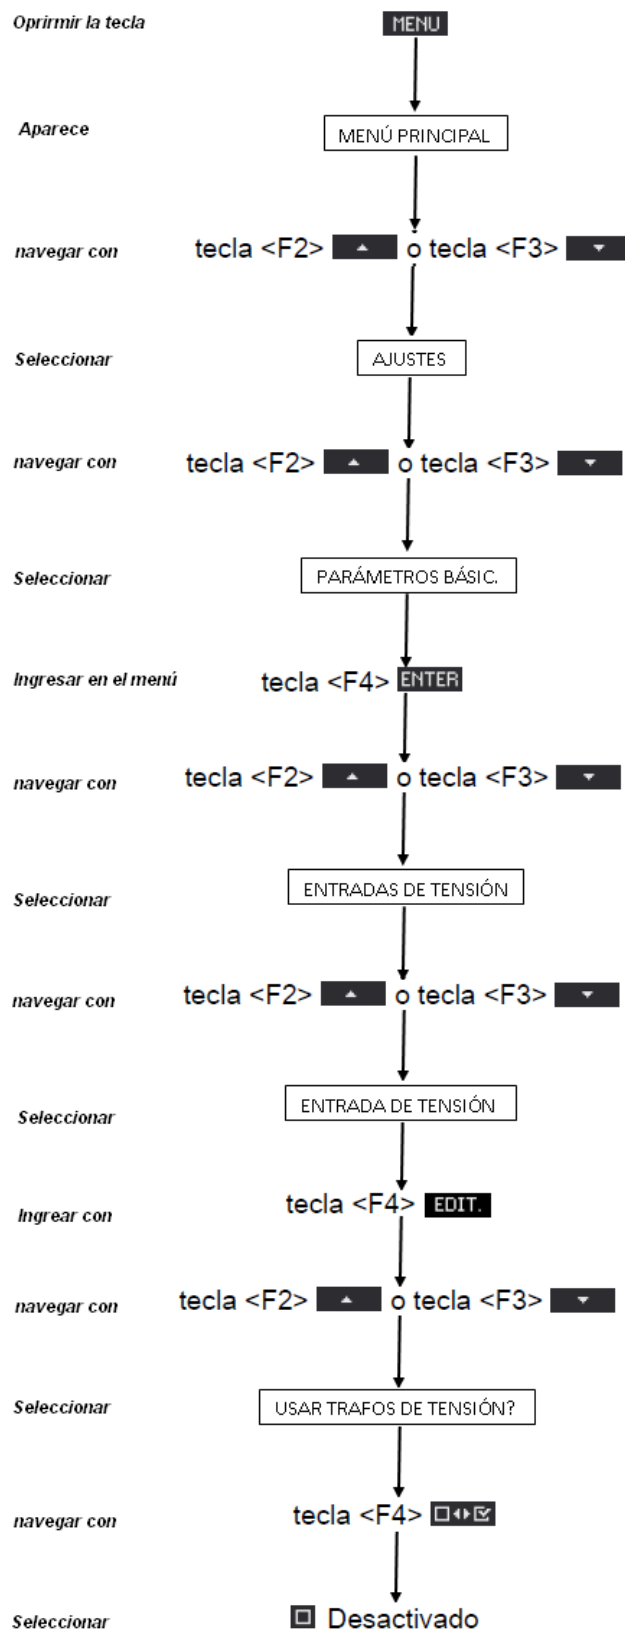 Oprirmir la tecla MENU
Aparece MENÚ PRINCIPAL
navegar con tecla <F2> o tecla <F3>
Seleccionar AJUSTES
navegar con tecla <F2> o tecla <F3>
Seleccionar PARÁMETROS BÁSIC.
Ingresar en el menú tecla <F4> ENTER
navegar con tecla <F2> o tecla <F3>
Seleccionar ENTRADAS DE TENSIÓN
navegar con tecla <F2> o tecla <F3>
Seleccionar ENTRADA DE TENSIÓN
Ingrear con tecla <F4> EDIT.
navegar con tecla <F2> o tecla <F3>
Seleccionar USAR TRAFOS DE TENSIÓN?
navegar con tecla <F4>
Seleccionar Desactivado